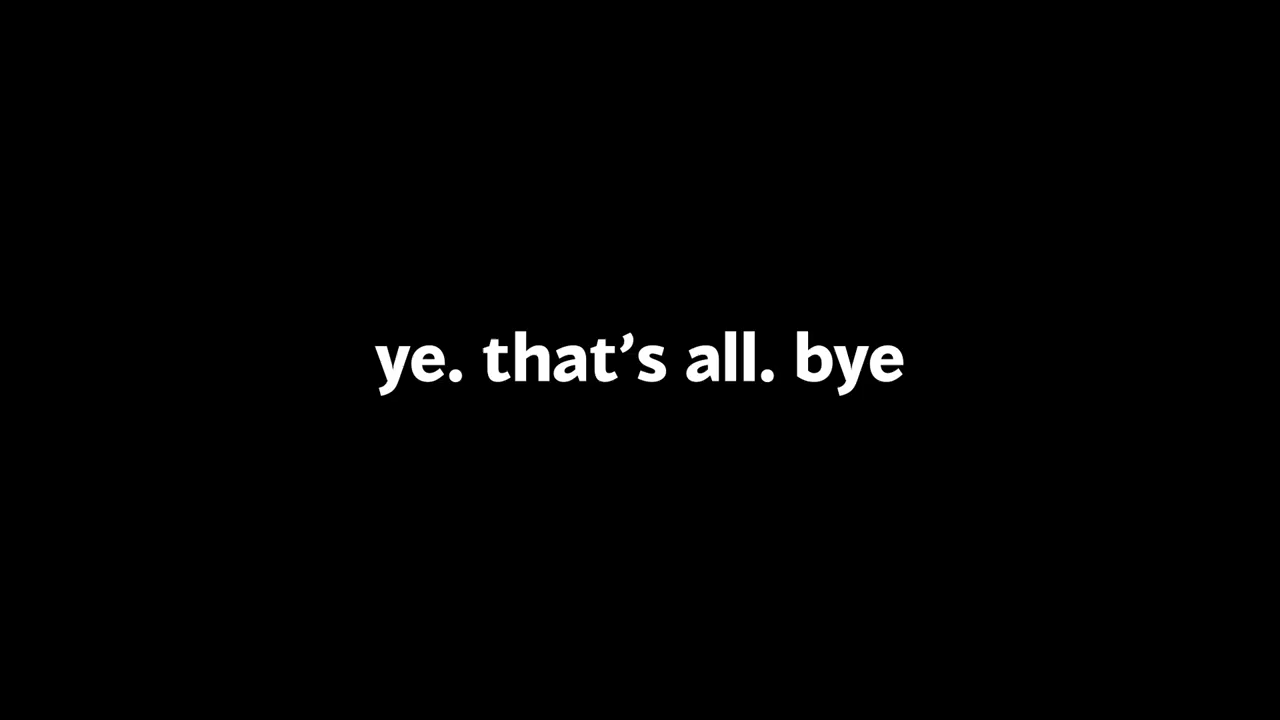 ye. that’s all. bye